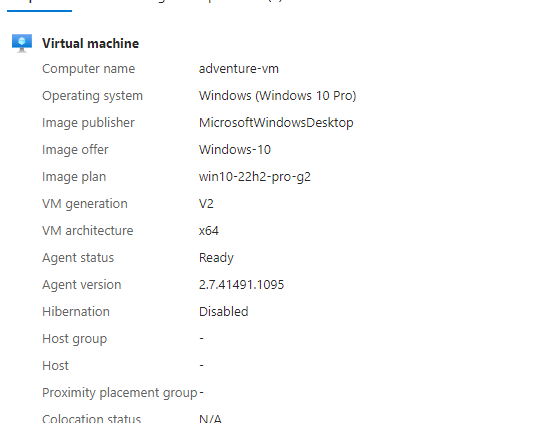 Virtual machine
Computer name adventure-vm
Operating system Windows (Windows 10 Pro)
Image publisher MicrosoftWindowsDesktop
Image offer Windows-10
Image plan win10-22h2-pro-g2
VM generation V2
VM architecture x64
Agent status Ready
Agent version 2.7.41491.1095
Hibernation Disabled
Host group -
Host -
Proximity placement group -
Colocation status N/A